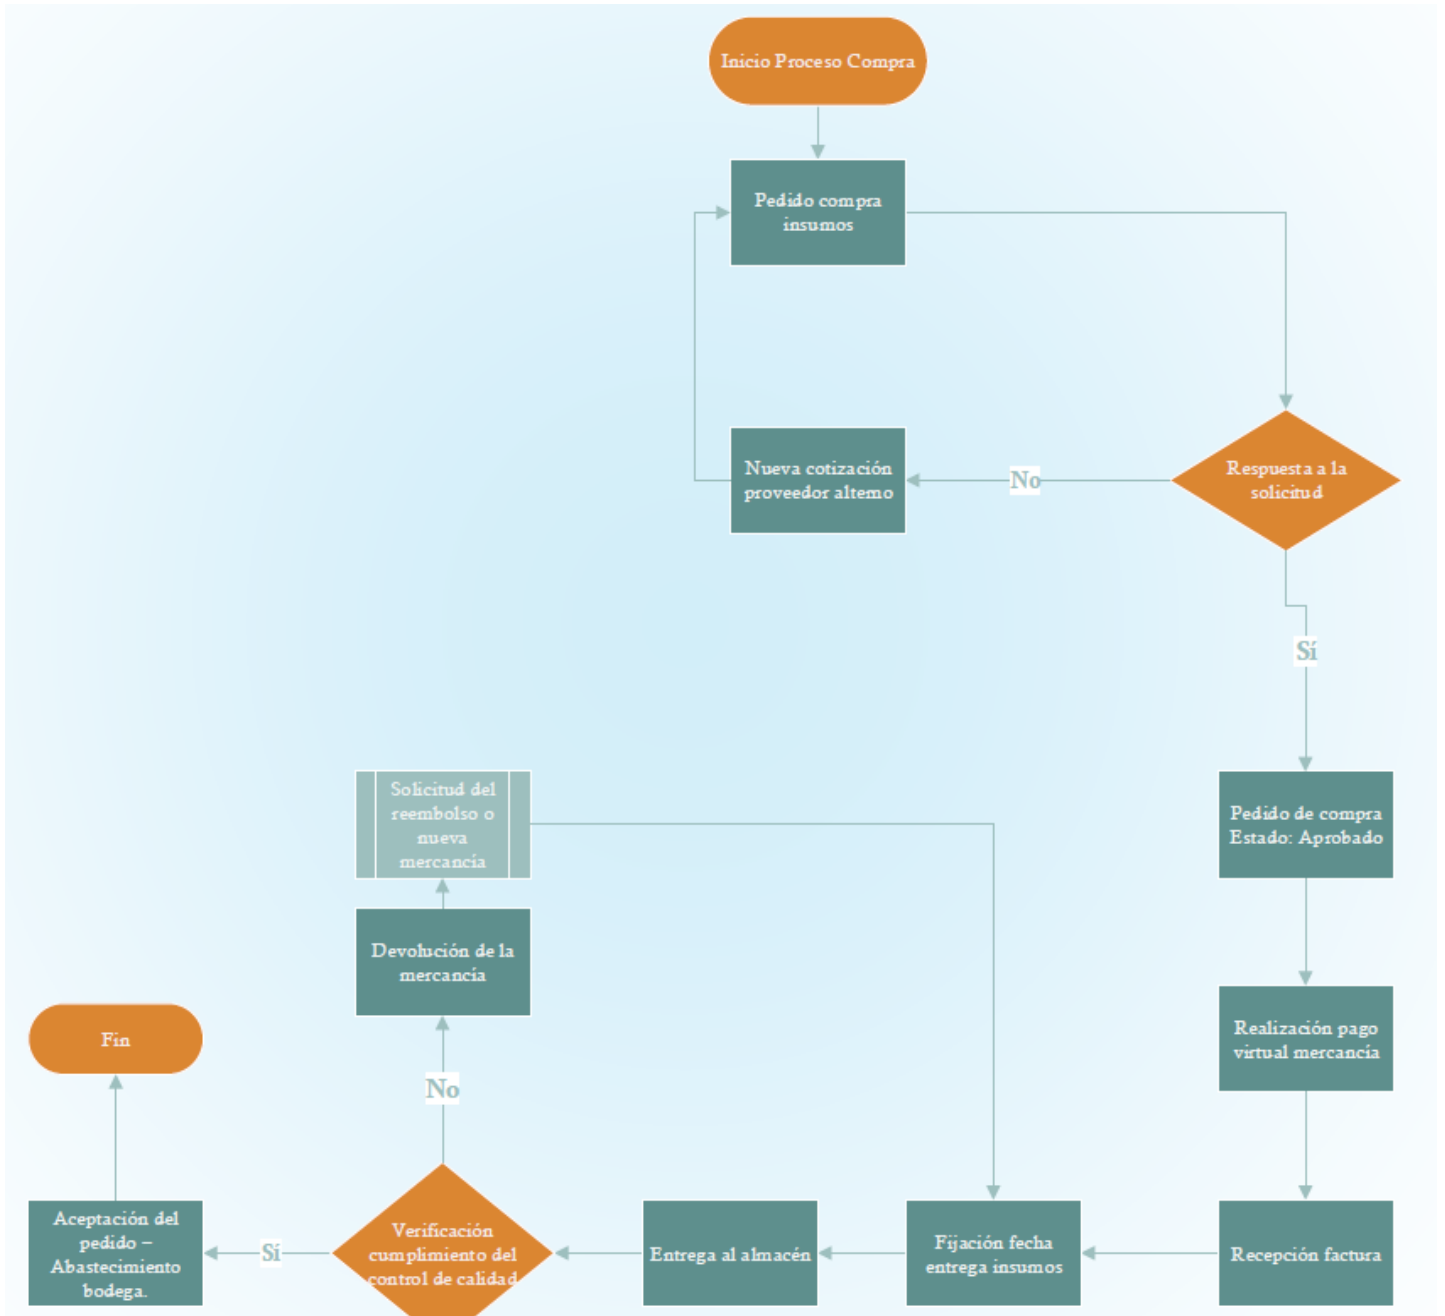 Inicio Proceso Compra
Pedido compra
insumos
Nueva cotización
proveedor alterno
No
Respuesta a la
solicitud
Sí
Solicitud del
reembolso o
nueva
mercancía
Pedido de compra
Estado: Aprobado
Devolución de la
mercancía
Realización pago
virtual mercancía
Fin
No
Aceptación del
pedido –
Abastecimiento
bodega.
Sí
Verificación
cumplimiento del
control de calidad
Entrega al almacén
Fijación fecha
entrega insumos
Recepción factura